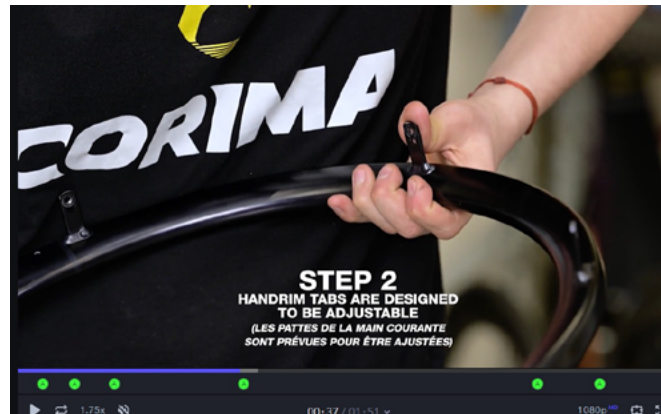 CORIMA
STEP 2
HANDRIM TABS ARE DESIGNED
TO BE ADJUSTABLE
(LES PATTES DE LA MAIN COURANTE
SONT PRÉVUES POUR ÊTRE AJUSTÉES)
A A A A A A
1.75x 00:37 / 01:51 1080p HD